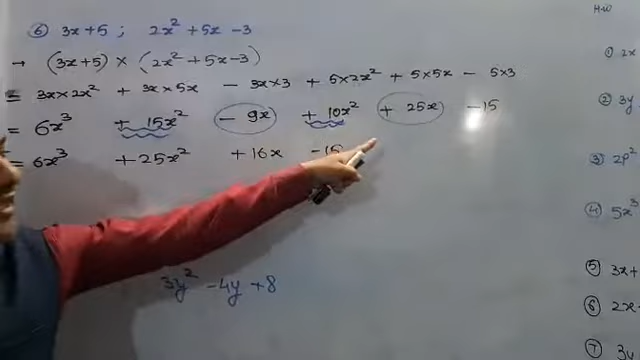 ⑥ 3x+5 ; 2x² + 5x - 3
→ (3x+5) × (2x² + 5x - 3)
= 3x × 2x² + 3x × 5x - 3x × 3 + 5 × 2x² + 5 × 5x - 5 × 3
= 6x³ + 15x² - 9x + 10x² + 25x - 15
= 6x³ + 25x² + 16x - 15
3y² - 4y + 8
H.W
① 2x
② 3y
③ 2p²
④ 5x³
⑤ 3x+
⑥ 2x-
⑦ 3y